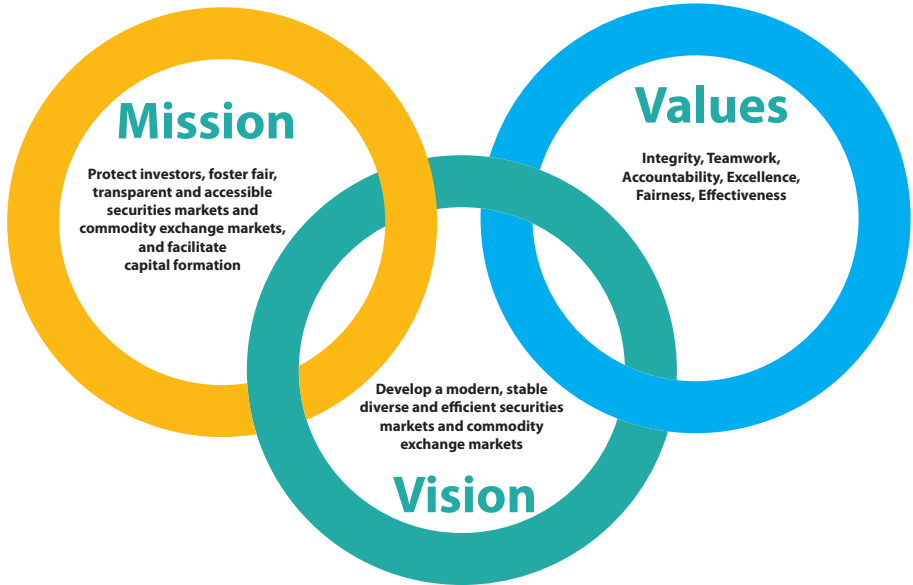 Mission
Protect investors, foster fair,
transparent and accessible
securities markets and
commodity exchange markets,
and facilitate
capital formation
Values
Integrity, Teamwork,
Accountability, Excellence,
Fairness, Effectiveness
Develop a modern, stable
diverse and efficient securities
markets and commodity
exchange markets
Vision